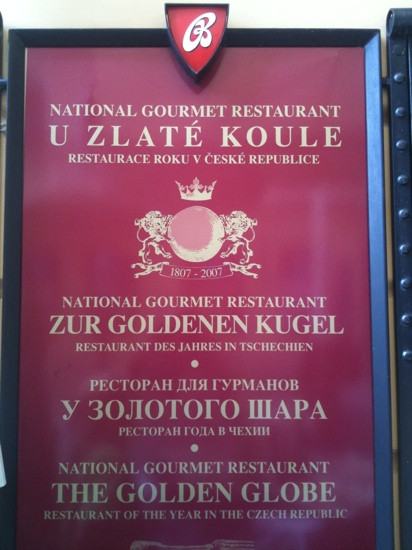 B
NATIONAL GOURMET RESTAURANT
U ZLATÉ KOULE
RESTAURACE ROKU V ČESKÉ REPUBLICE
1807 - 2007
NATIONAL GOURMET RESTAURANT
ZUR GOLDENEN KUGEL
RESTAURANT DES JAHRES IN TSCHECHIEN
РЕСТОРАН ДЛЯ ГУРМАНОВ
У ЗОЛОТОГО ШАРА
РЕСТОРАН ГОДА В ЧЕХИИ
NATIONAL GOURMET RESTAURANT
THE GOLDEN GLOBE
RESTAURANT OF THE YEAR IN THE CZECH REPUBLIC